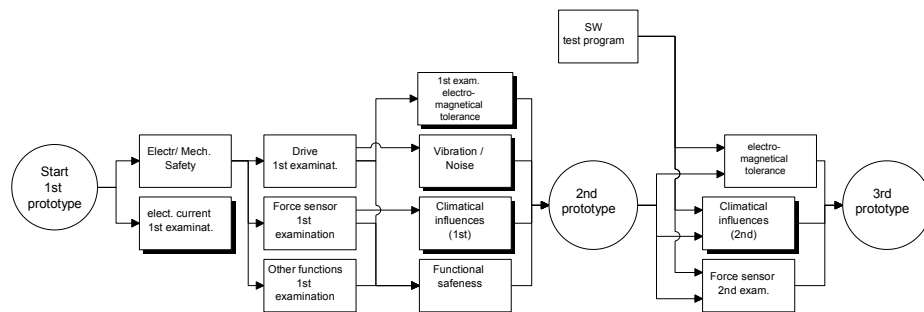 Start
1st
prototype
Electr/ Mech.
Safety
elect. current
1st examinat.
Drive
1st examinat.
Force sensor
1st
examination
Other functions
1st
examination
1st exam.
electro-
magnetical
tolerance
Vibration /
Noise
Climatical
influences (1st)
Functional
safeness
2nd
prototype
SW
test program
electro-
magnetical
tolerance
Climatical
influences
(2nd)
Force sensor
2nd exam.
3rd prototype